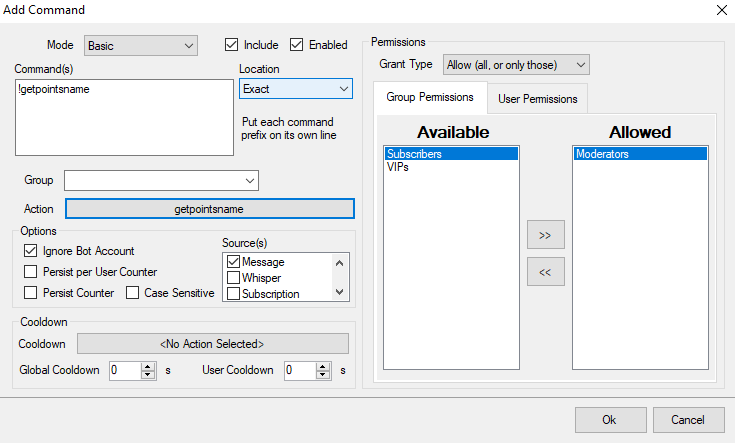 Add Command
Mode Basic Include Enabled
Command(s) Location
!getpointsname Exact
Put each command
prefix on its own line
Group
Action getpointsname
Options
Ignore Bot Account
Persist per User Counter
Persist Counter Case Sensitive
Source(s)
Message
Whisper
Subscription
Cooldown
Cooldown <No Action Selected>
Global Cooldown 0 s User Cooldown 0 s
Permissions
Grant Type Allow (all, or only those)
Group Permissions User Permissions
Available Allowed
Subscribers Moderators
VIPs
>>
<<
Ok Cancel